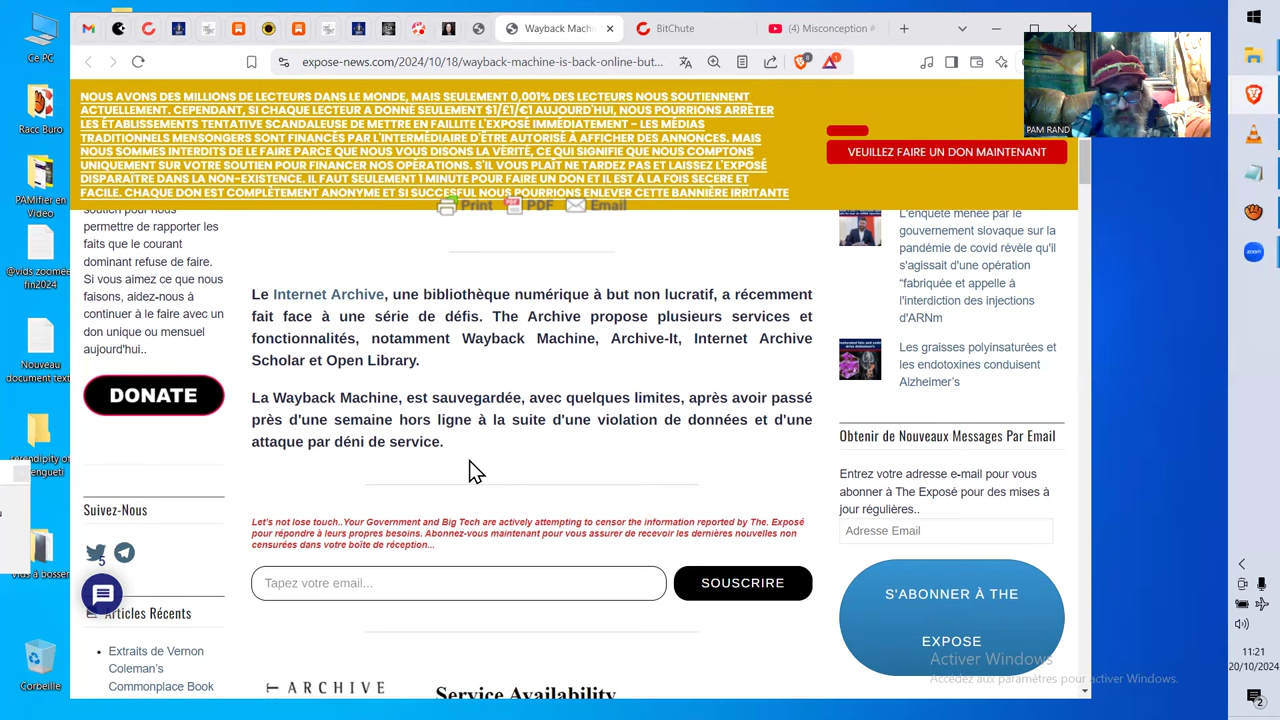 Wayback Machi
BitChute
(4) Misconception #
expose-news.com/2024/10/18/wayback-machine-is-back-online-but...
8
1
Ce PC
Racc Buro
PAMifier en
Vidéo
@vids zoomée
fin2024
Nouveau
document text
serendipity o
engueti
vids à bosser
Corbeille
NOUS AVONS DES MILLIONS DE LECTEURS DANS LE MONDE, MAIS SEULEMENT 0,001% DES LECTEURS NOUS SOUTIENNENT
ACTUELLEMENT. CEPENDANT, SI CHAQUE LECTEUR A DONNÉ SEULEMENT $1/£1/€1 AUJOURD'HUI, NOUS POURRIONS ARRÊTER
LES ÉTABLISSEMENTS TENTATIVE SCANDALEUSE DE METTRE EN FAILLITE L'EXPOSÉ IMMÉDIATEMENT - LES MÉDIAS
TRADITIONNELS MENSONGERS SONT FINANCÉS PAR L'INTERMÉDIAIRE D'ÊTRE AUTORISÉ À AFFICHER DES ANNONCES. MAIS
NOUS SOMMES INTERDITS DE LE FAIRE PARCE QUE NOUS VOUS DISONS LA VÉRITÉ, CE QUI SIGNIFIE QUE NOUS COMPTONS
UNIQUEMENT SUR VOTRE SOUTIEN POUR FINANCER NOS OPÉRATIONS. S'IL VOUS PLAÎT NE TARDEZ PAS ET LAISSEZ L'EXPOSÉ
DISPARAÎTRE DANS LA NON-EXISTENCE. IL FAUT SEULEMENT 1 MINUTE POUR FAIRE UN DON ET IL EST À LA FOIS SECERE ET
FACILE. CHAQUE DON EST COMPLÈTEMENT ANONYME ET SI SUCCESFUL NOUS POURRIONS ENLEVER CETTE BANNIÈRE IRRITANTE
VEUILLEZ FAIRE UN DON MAINTENANT
PAM RAND
Print PDF Email
soutien pour nous
permettre de rapporter les
faits que le courant
dominant refuse de faire.
Si vous aimez ce que nous
faisons, aidez-nous à
continuer à le faire avec un
don unique ou mensuel
aujourd'hui..
DONATE
Suivez-Nous
5
Articles Récents
Extraits de Vernon
Coleman's
Commonplace Book
Le Internet Archive, une bibliothèque numérique à but non lucratif, a récemment
fait face à une série de défis. The Archive propose plusieurs services et
fonctionnalités, notamment Wayback Machine, Archive-It, Internet Archive
Scholar et Open Library.
La Wayback Machine, est sauvegardée, avec quelques limites, après avoir passé
près d'une semaine hors ligne à la suite d'une violation de données et d'une
attaque par déni de service.
Let's not lose touch..Your Government and Big Tech are actively attempting to censor the information reported by The. Exposé
pour répondre à leurs propres besoins. Abonnez-vous maintenant pour vous assurer de recevoir les dernières nouvelles non
censurées dans votre boîte de réception...
Tapez votre email...
SOUSCRIRE
ARCHIVE
Service Availability
L'enquête menée par le
gouvernement slovaque sur la
pandémie de covid révèle qu'il
s'agissait d'une opération
“fabriquée et appelle à
l'interdiction des injections
d'ARNm
Les graisses polyinsaturées et
les endotoxines conduisent
Alzheimer’s
Obtenir de Nouveaux Messages Par Email
Entrez votre adresse e-mail pour vous
abonner à The Exposé pour des mises à
jour régulières..
Adresse Email
S'ABONNER À THE
EXPOSE
Activer Windows
Accédez aux paramètres pour activer Windows.
zoom
11:21
20/10/2024
2